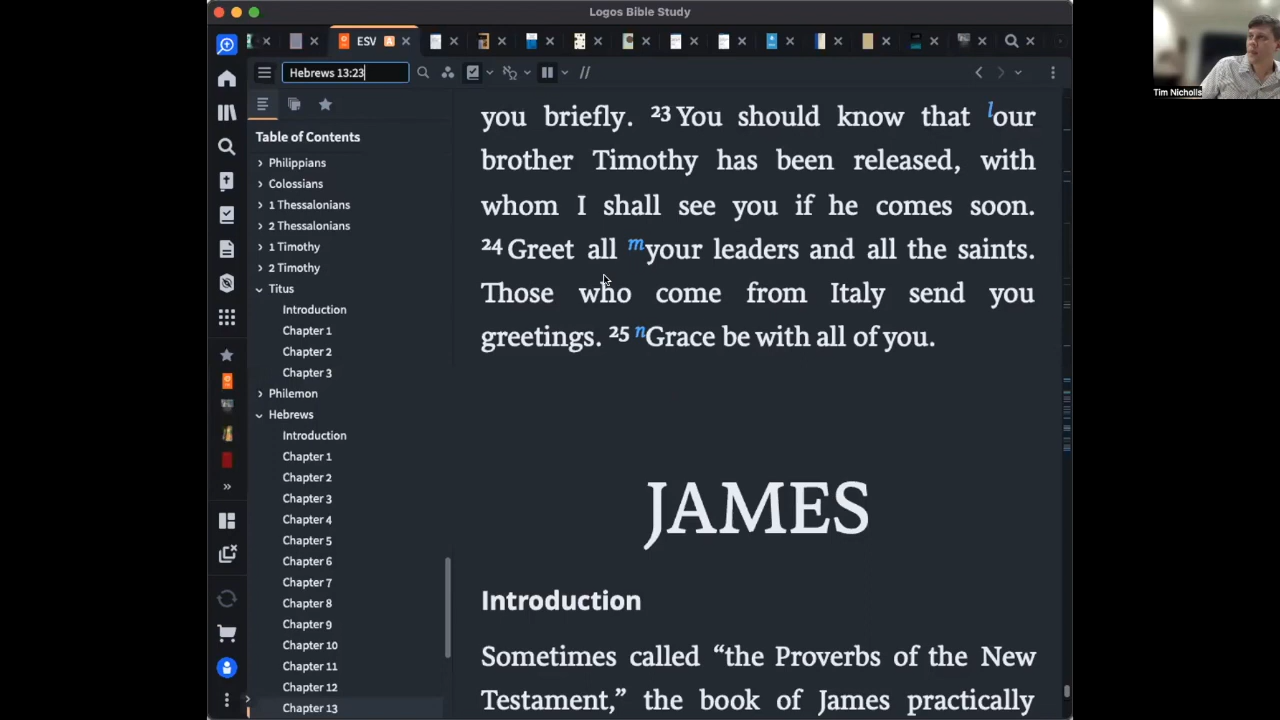 Logos Bible Study
ESV A
Hebrews 13:23
Tim Nicholls
Table of Contents
Philippians
Colossians
1 Thessalonians
2 Thessalonians
1 Timothy
2 Timothy
Titus
Introduction
Chapter 1
Chapter 2
Chapter 3
Philemon
Hebrews
Introduction
Chapter 1
Chapter 2
Chapter 3
Chapter 4
Chapter 5
Chapter 6
Chapter 7
Chapter 8
Chapter 9
Chapter 10
Chapter 11
Chapter 12
Chapter 13
you briefly. 23 You should know that l our
brother Timothy has been released, with
whom I shall see you if he comes soon.
24 Greet all m your leaders and all the saints.
Those who come from Italy send you
greetings. 25 n Grace be with all of you.
JAMES
Introduction
Sometimes called “the Proverbs of the New
Testament,” the book of James practically